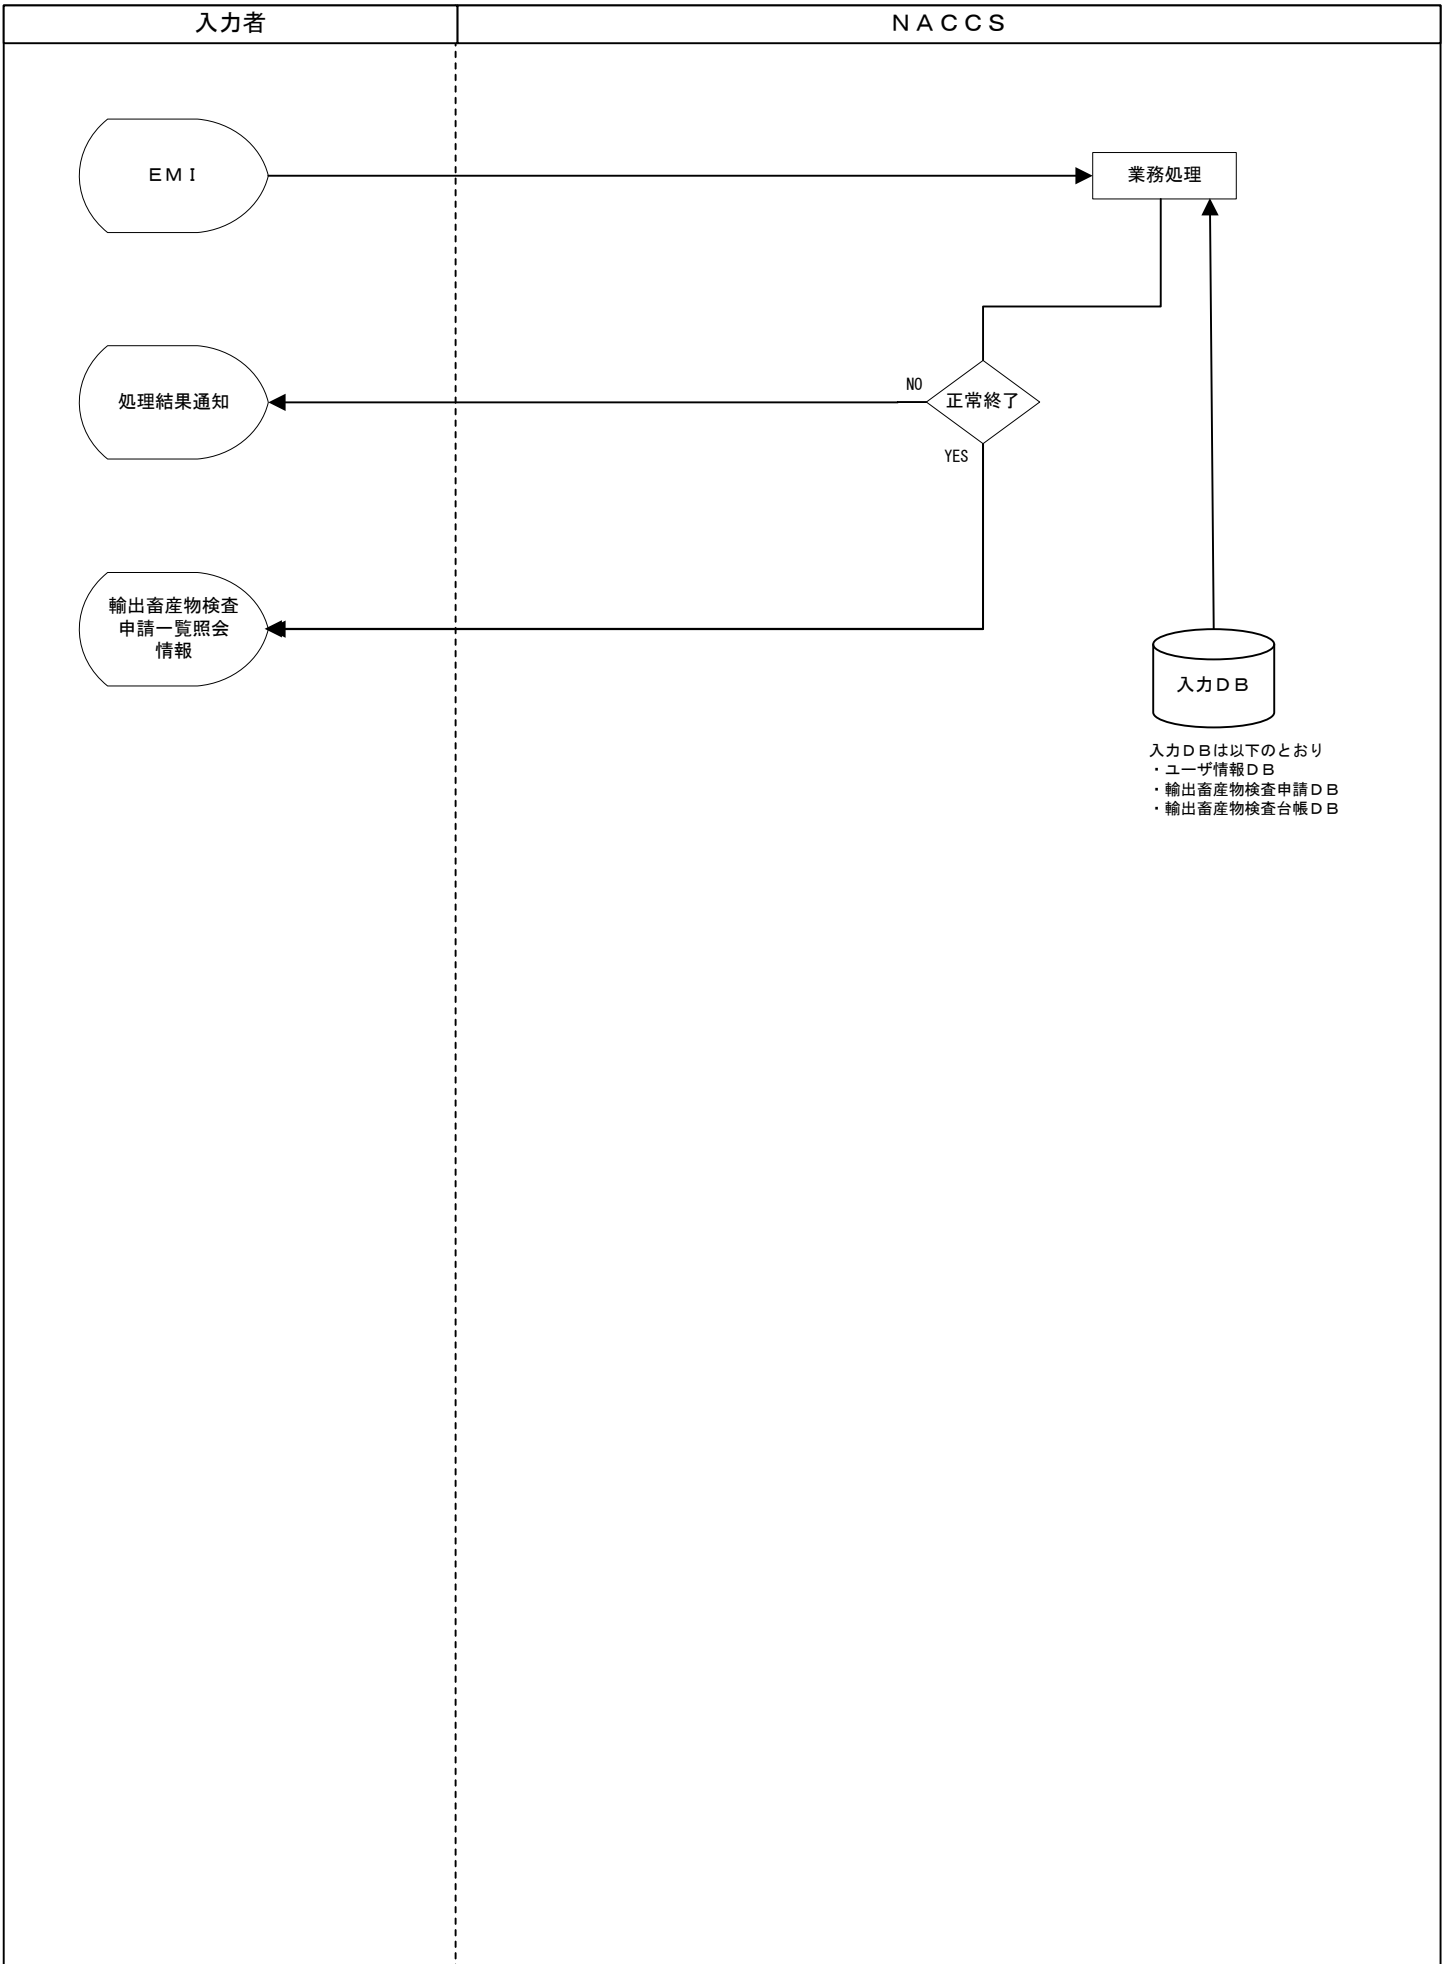 入力者
ＮＡＣＣＳ
ＥＭＩ
業務処理
処理結果通知
NO
正常終了
YES
輸出畜産物検査
申請一覧照会
情報
入力ＤＢ
入力ＤＢは以下のとおり
・ユーザ情報ＤＢ
・輸出畜産物検査申請ＤＢ
・輸出畜産物検査台帳ＤＢ